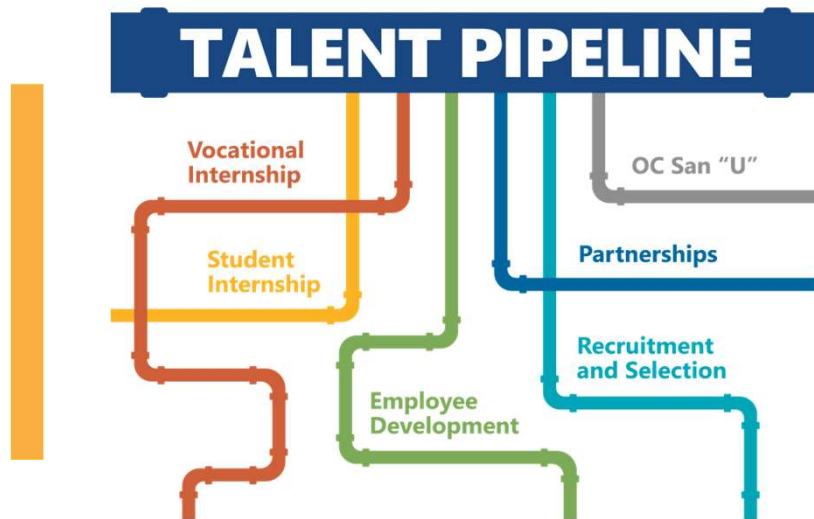 TALENT PIPELINE
Vocational
Internship
OC San “U”
Student
Internship
Partnerships
Recruitment
and Selection
Employee
Development